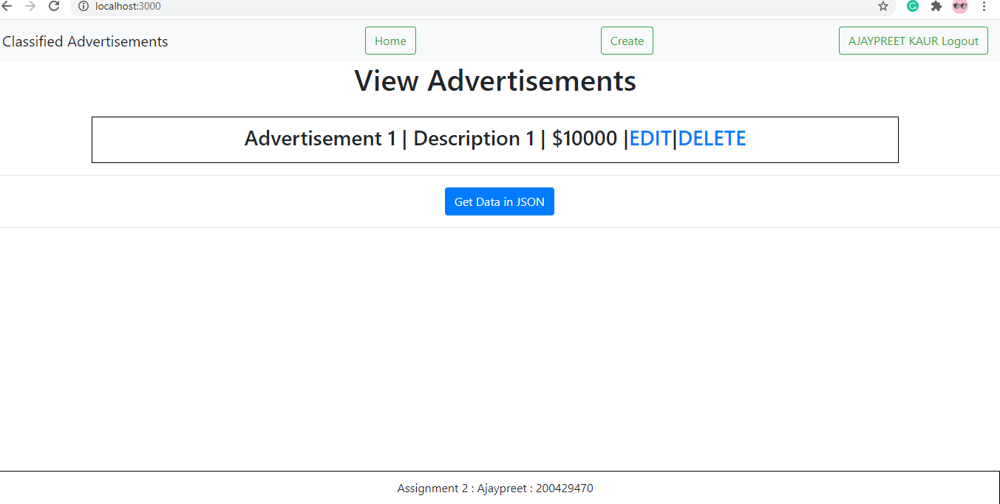 localhost:3000
Classified Advertisements Home Create AJAYPREET KAUR Logout
View Advertisements
Advertisement 1 | Description 1 | $10000 |EDIT|DELETE
Get Data in JSON
Assignment 2 : Ajaypreet : 200429470